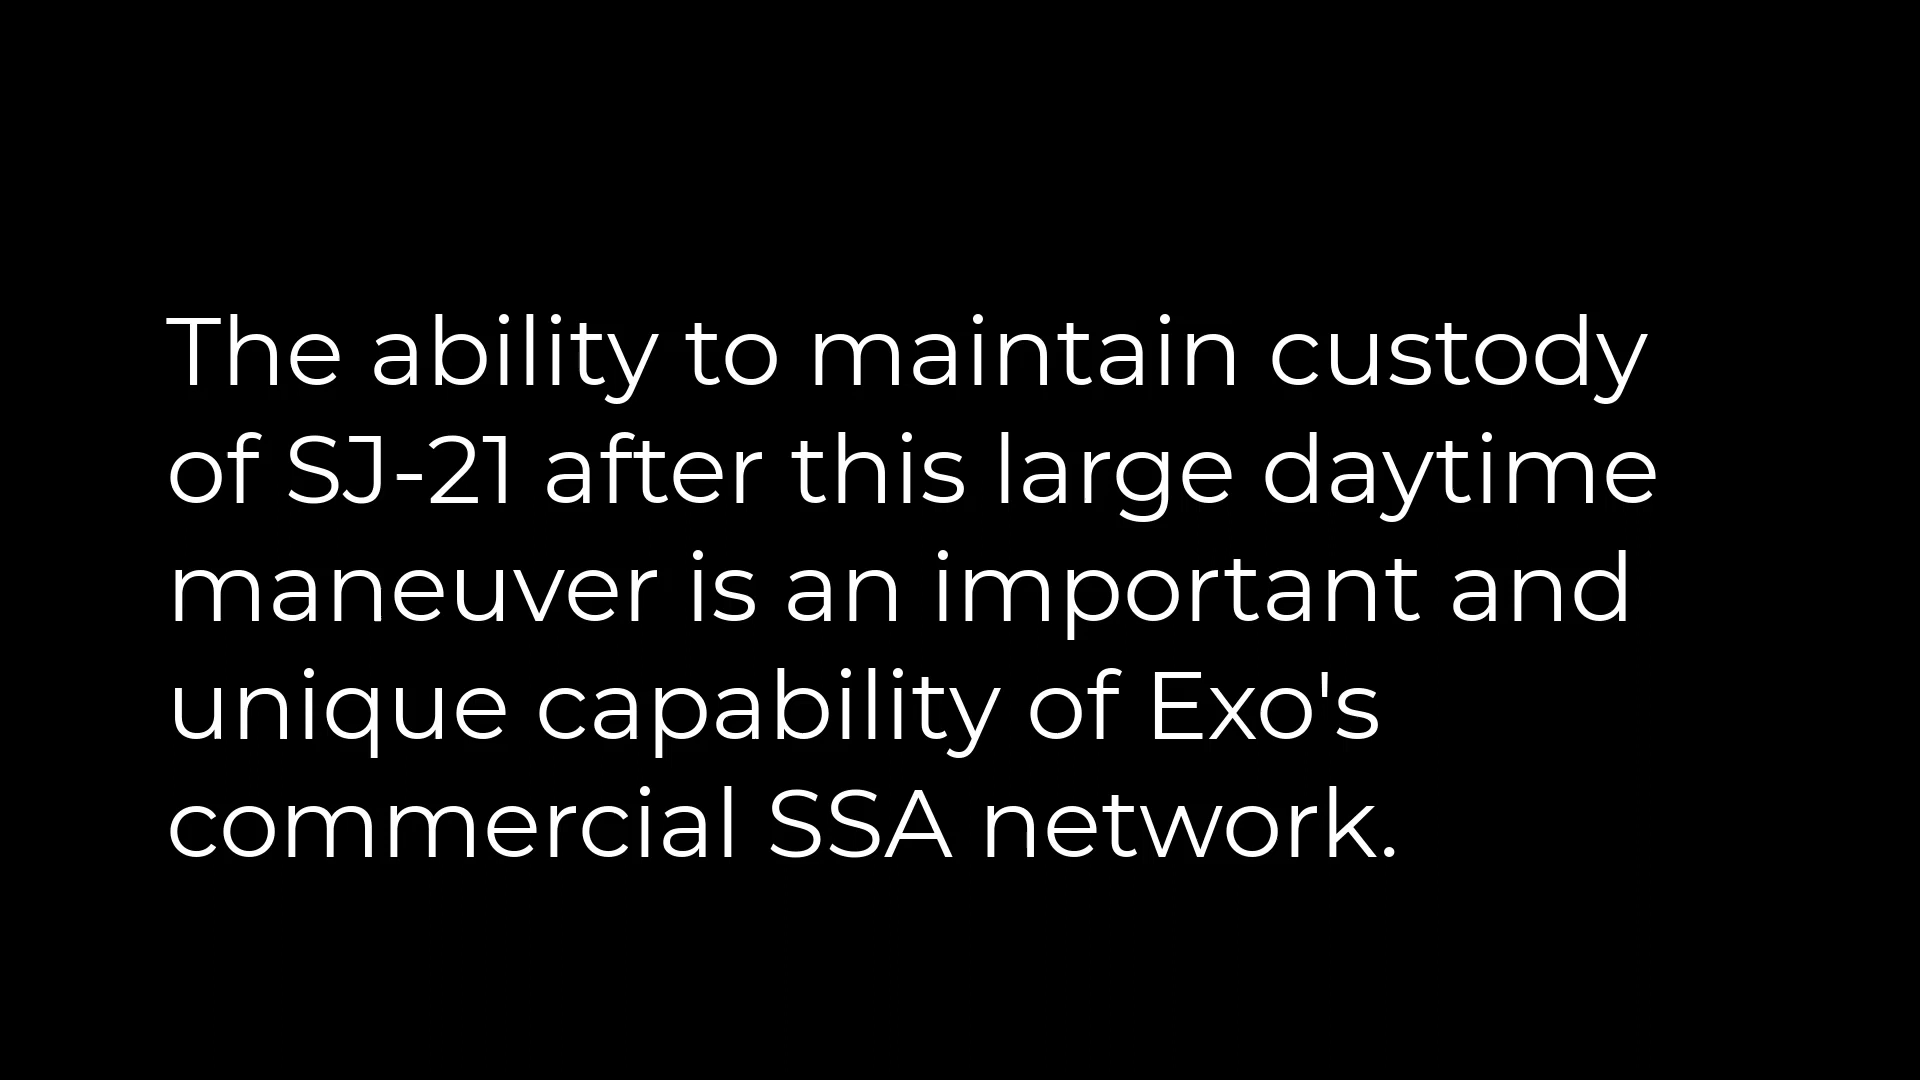 The ability to maintain custody
of SJ-21 after this large daytime
maneuver is an important and
unique capability of Exo's
commercial SSA network.